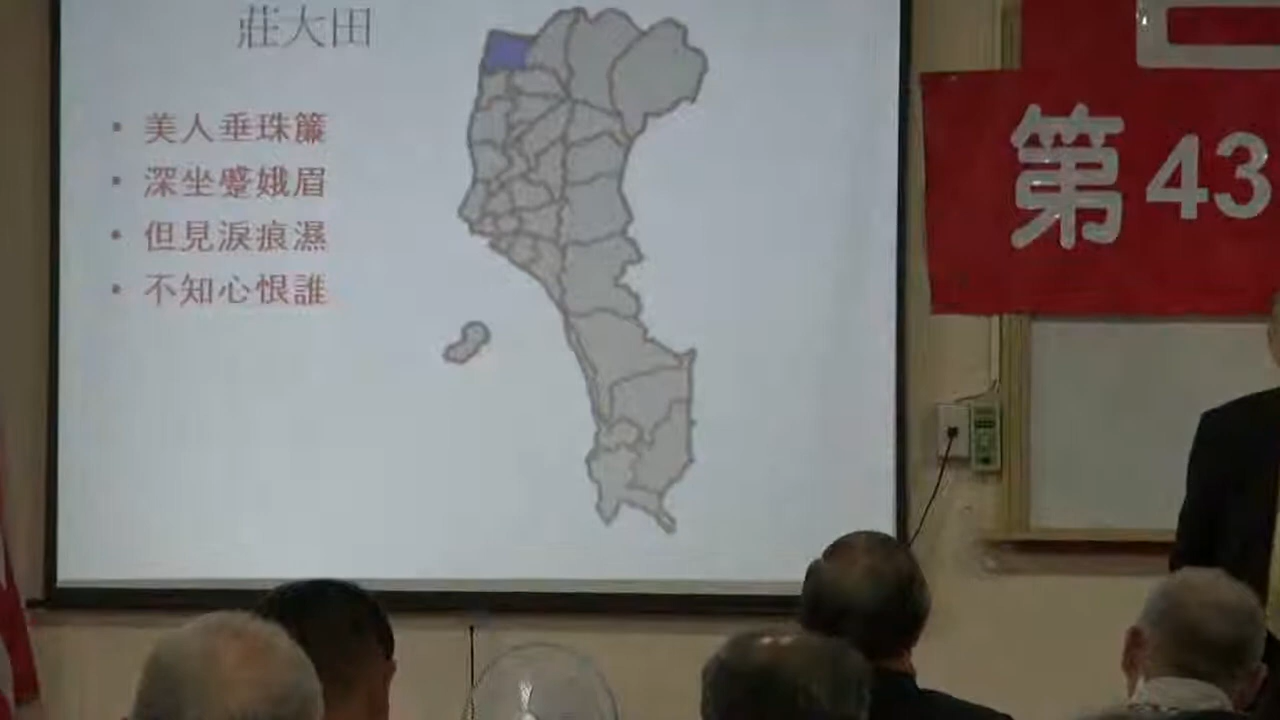 莊大田
美人垂珠簾
深坐蹙娥眉
但見淚痕濕
不知心恨誰
第43